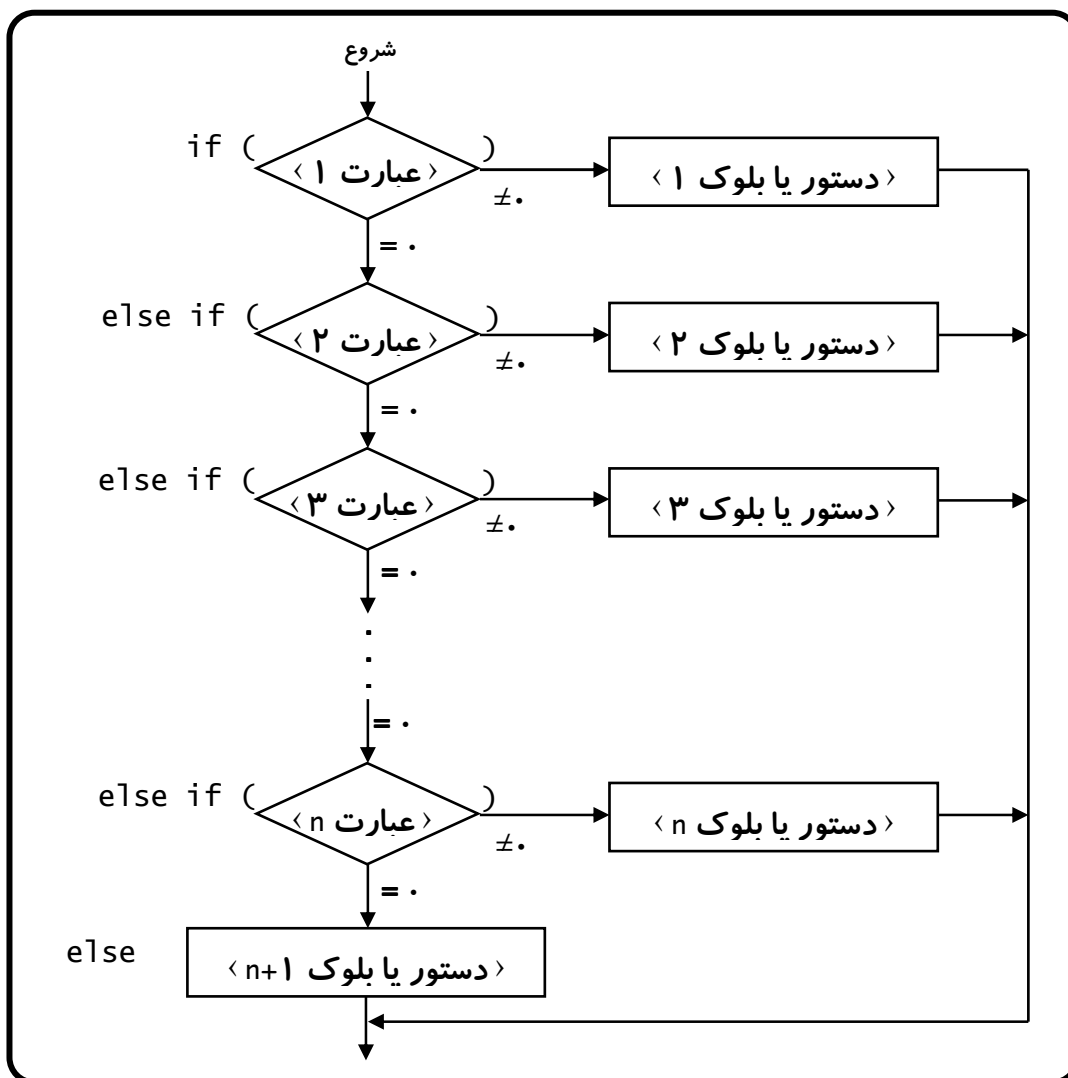 شروع
if ( ‹ عبارت ۱ › ) ‹ دستور یا بلوک ۱ ›
≠۰
= ۰
else if ( ‹ عبارت ۲ › ) ‹ دستور یا بلوک ۲ ›
≠۰
= ۰
else if ( ‹ عبارت ۳ › ) ‹ دستور یا بلوک ۳ ›
≠۰
= ۰
.
.
.
= ۰
else if ( ‹ عبارت n › ) ‹ دستور یا بلوک n ›
≠۰
= ۰
else ‹ دستور یا بلوک n+۱ ›